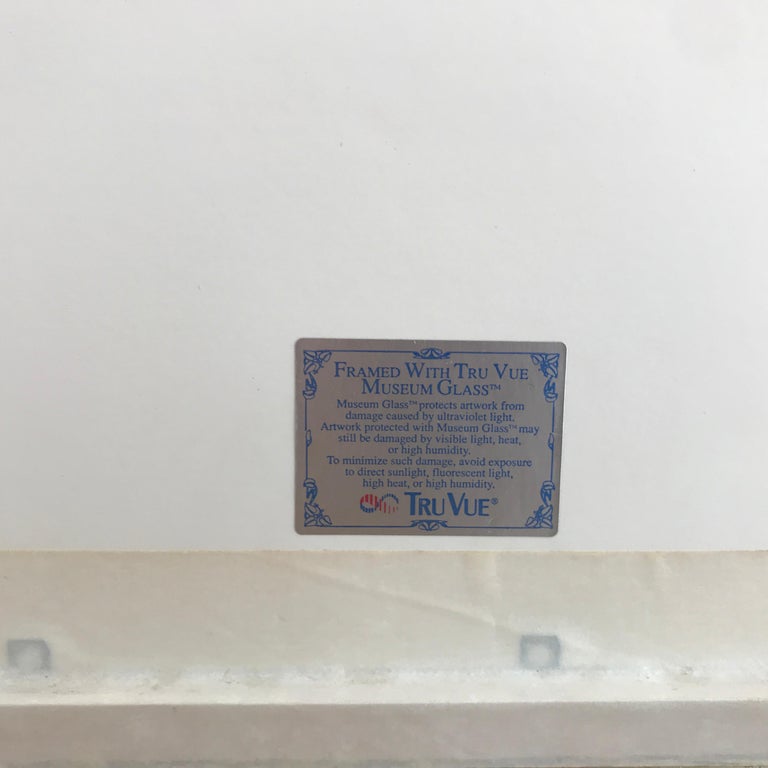 FRAMED WITH TRU VUE
MUSEUM GLASS™
Museum Glass™ protects artwork from
damage caused by ultraviolet light.
Artwork protected with Museum Glass™ may
still be damaged by visible light, heat,
or high humidity.
To minimize such damage, avoid exposure
to direct sunlight, fluorescent light,
high heat, or high humidity.
TRU VUE®